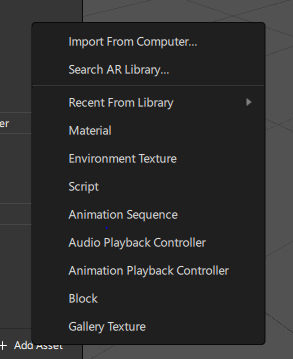 Import From Computer...
Search AR Library...
Recent From Library
er
Material
Environment Texture
Script
Animation Sequence
Audio Playback Controller
Animation Playback Controller
Block
Gallery Texture
+ Add Asset